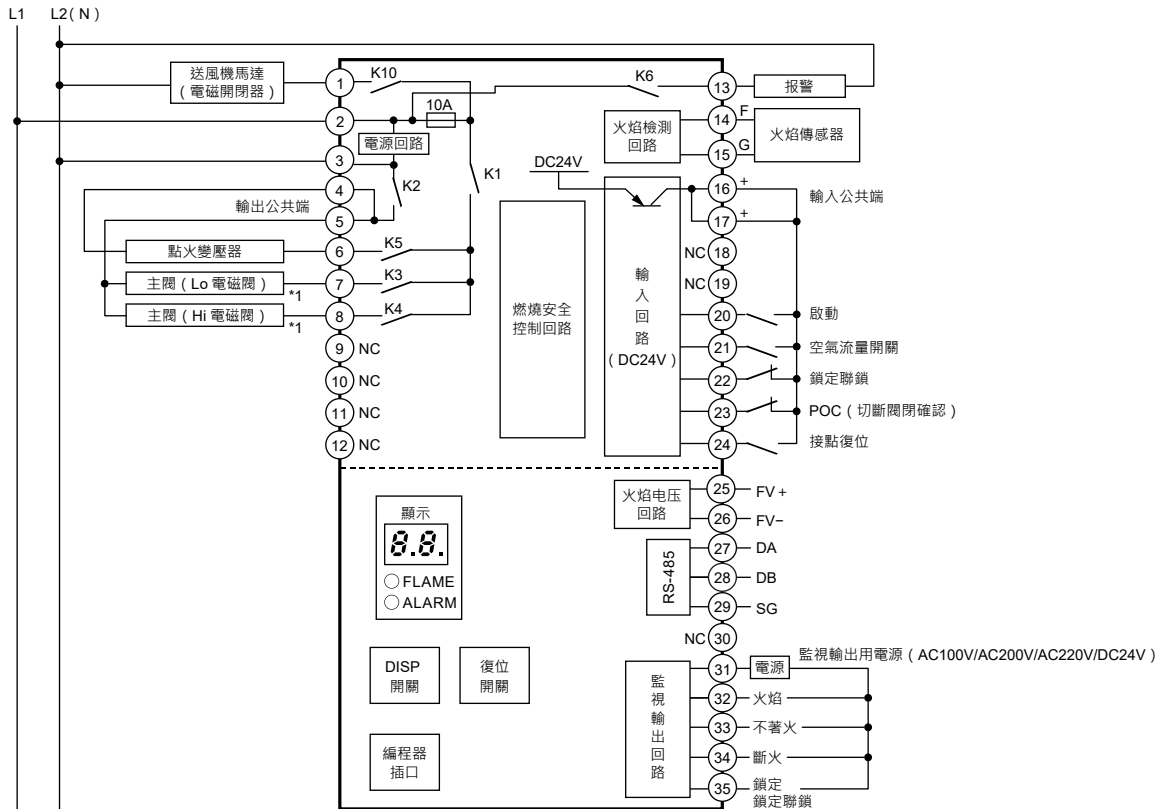 L1
L2(N)
送風機馬達
(電磁開閉器)
1
K10
K6
13
报警
10A
2
電源回路
火焰檢測
回路
14
F
15
G
火焰傳感器
3
DC24V
K2
K1
4
輸出公共端
5
16
+
輸入公共端
17
+
點火變壓器
6
K5
NC
18
主閥(Lo 電磁閥)
*1
7
K3
NC
19
主閥(Hi 電磁閥)
*1
8
K4
燃燒安全
控制回路
輸入回路
(DC24V)
20
啟動
9
NC
21
空氣流量開關
10
NC
22
鎖定聯鎖
11
NC
23
POC(切斷閥閉確認)
12
NC
24
接點復位
火焰电压
回路
25
FV+
26
FV−
顯示
8.8.
FLAME
ALARM
RS-485
27
DA
28
DB
29
SG
NC
30
監視輸出用電源(AC100V/AC200V/AC220V/DC24V)
DISP
開關
復位
開關
監視輸出回路
31
電源
32
火焰
33
不著火
編程器
插口
34
斷火
35
鎖定
鎖定聯鎖